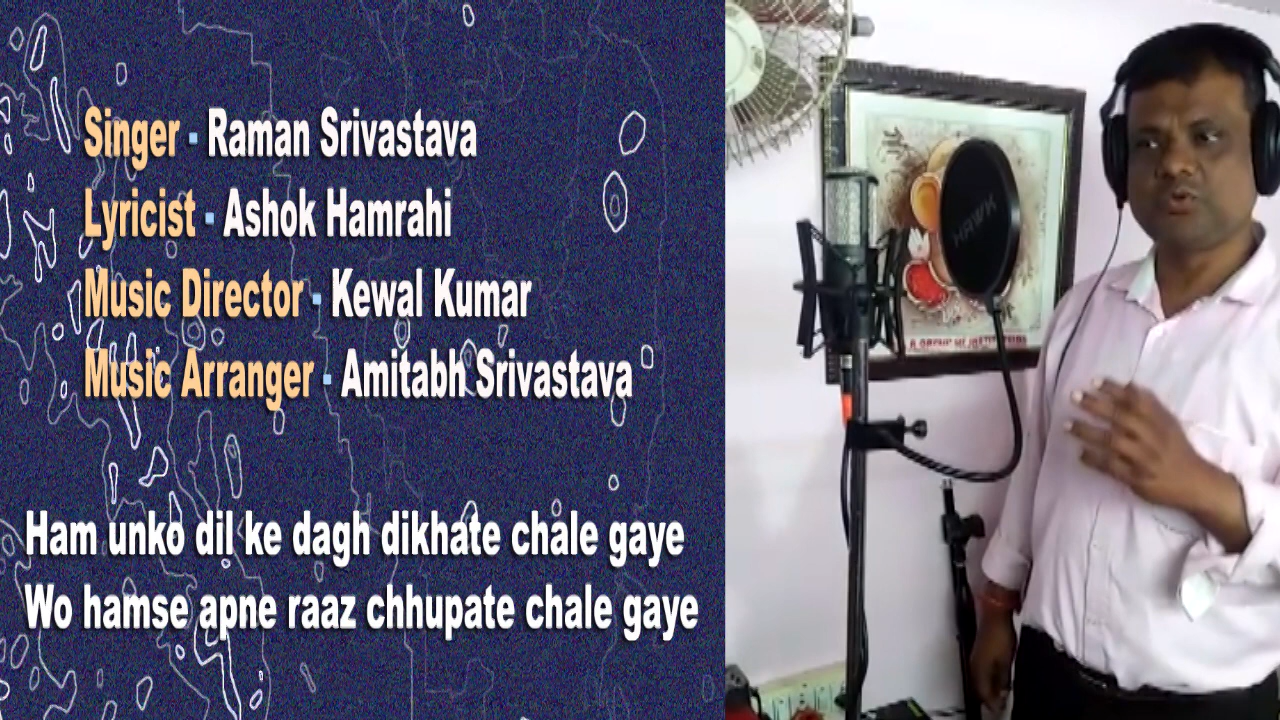 Singer - Raman Srivastava
Lyricist - Ashok Hamrahi
Music Director - Kewal Kumar
Music Arranger - Amitabh Srivastava
Ham unko dil ke dagh dikhate chale gaye
Wo hamse apne raaz chhupate chale gaye
HAWK